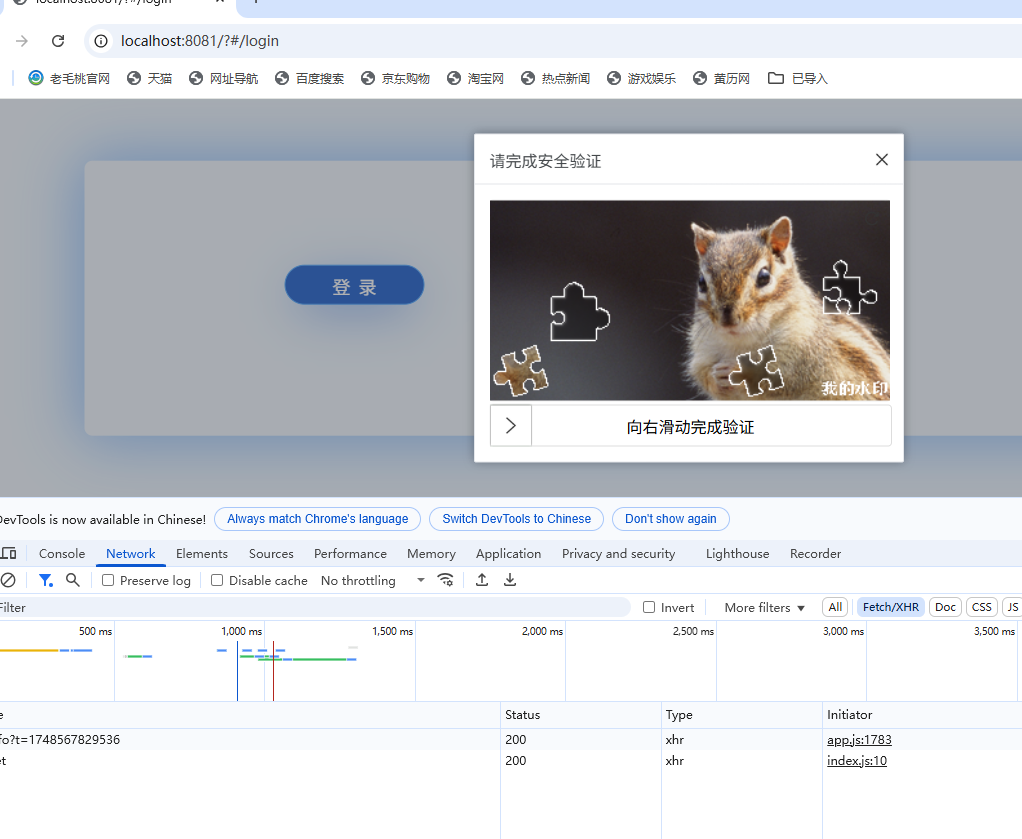 localhost:8081/?#/login
localhost:8081/?#/login
老毛桃官网 天猫 网址导航 百度搜索 京东购物 淘宝网 热点新闻 游戏娱乐 黄历网 已导入
请完成安全验证
登 录
我的水印
向右滑动完成验证
DevTools is now available in Chinese! Always match Chrome's language Switch DevTools to Chinese Don't show again
Console Network Elements Sources Performance Memory Application Privacy and security Lighthouse Recorder
Preserve log Disable cache No throttling
Filter Invert More filters All Fetch/XHR Doc CSS JS
500 ms 1,000 ms 1,500 ms 2,000 ms 2,500 ms 3,000 ms 3,500 ms
e Status Type Initiator
fo?t=1748567829536 200 xhr app.js:1783
et 200 xhr index.js:10